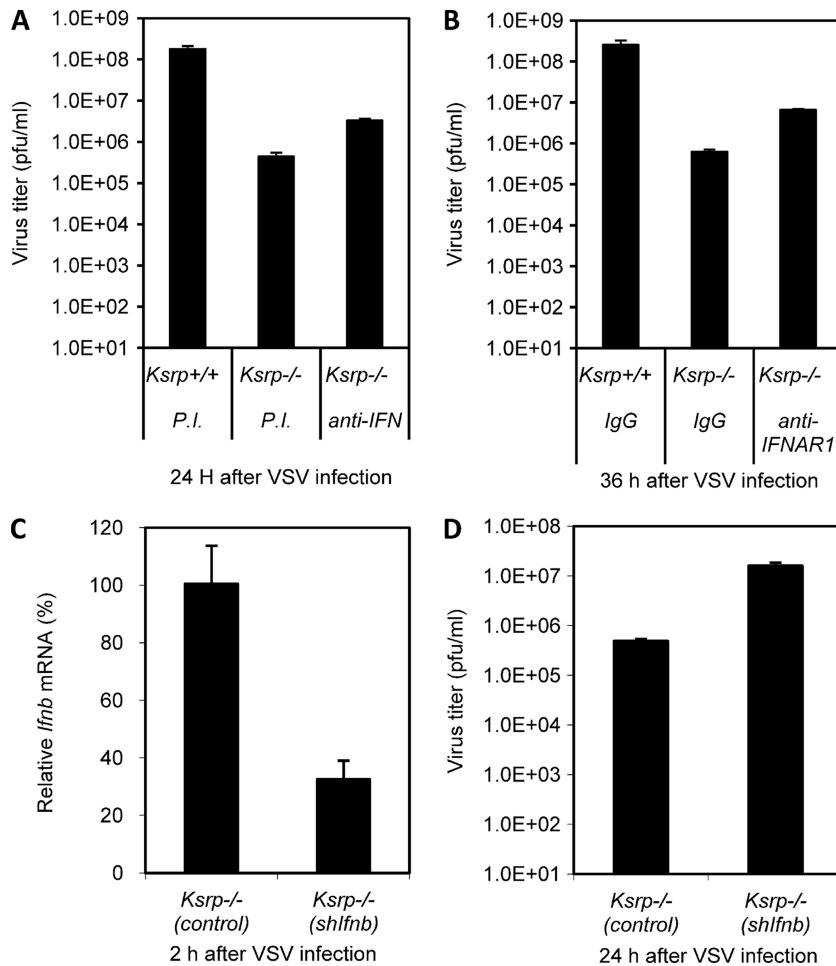 A
Virus titer (pfu/ml)
1.0E+09
1.0E+08
1.0E+07
1.0E+06
1.0E+05
1.0E+04
1.0E+03
1.0E+02
1.0E+01
Ksrp+/+ Ksrp-/- Ksrp-/-
P.I. P.I. anti-IFN
24 H after VSV infection
B
Virus titer (pfu/ml)
1.0E+09
1.0E+08
1.0E+07
1.0E+06
1.0E+05
1.0E+04
1.0E+03
1.0E+02
1.0E+01
Ksrp+/+ Ksrp-/- Ksrp-/-
IgG IgG anti-
IFNAR1
36 h after VSV infection
C
Relative Ifnb mRNA (%)
120
100
80
60
40
20
0
Ksrp-/- Ksrp-/-
(control) (shIfnb)
2 h after VSV infection
D
Virus titer (pfu/ml)
1.0E+08
1.0E+07
1.0E+06
1.0E+05
1.0E+04
1.0E+03
1.0E+02
1.0E+01
Ksrp-/- Ksrp-/-
(control) (shIfnb)
24 h after VSV infection